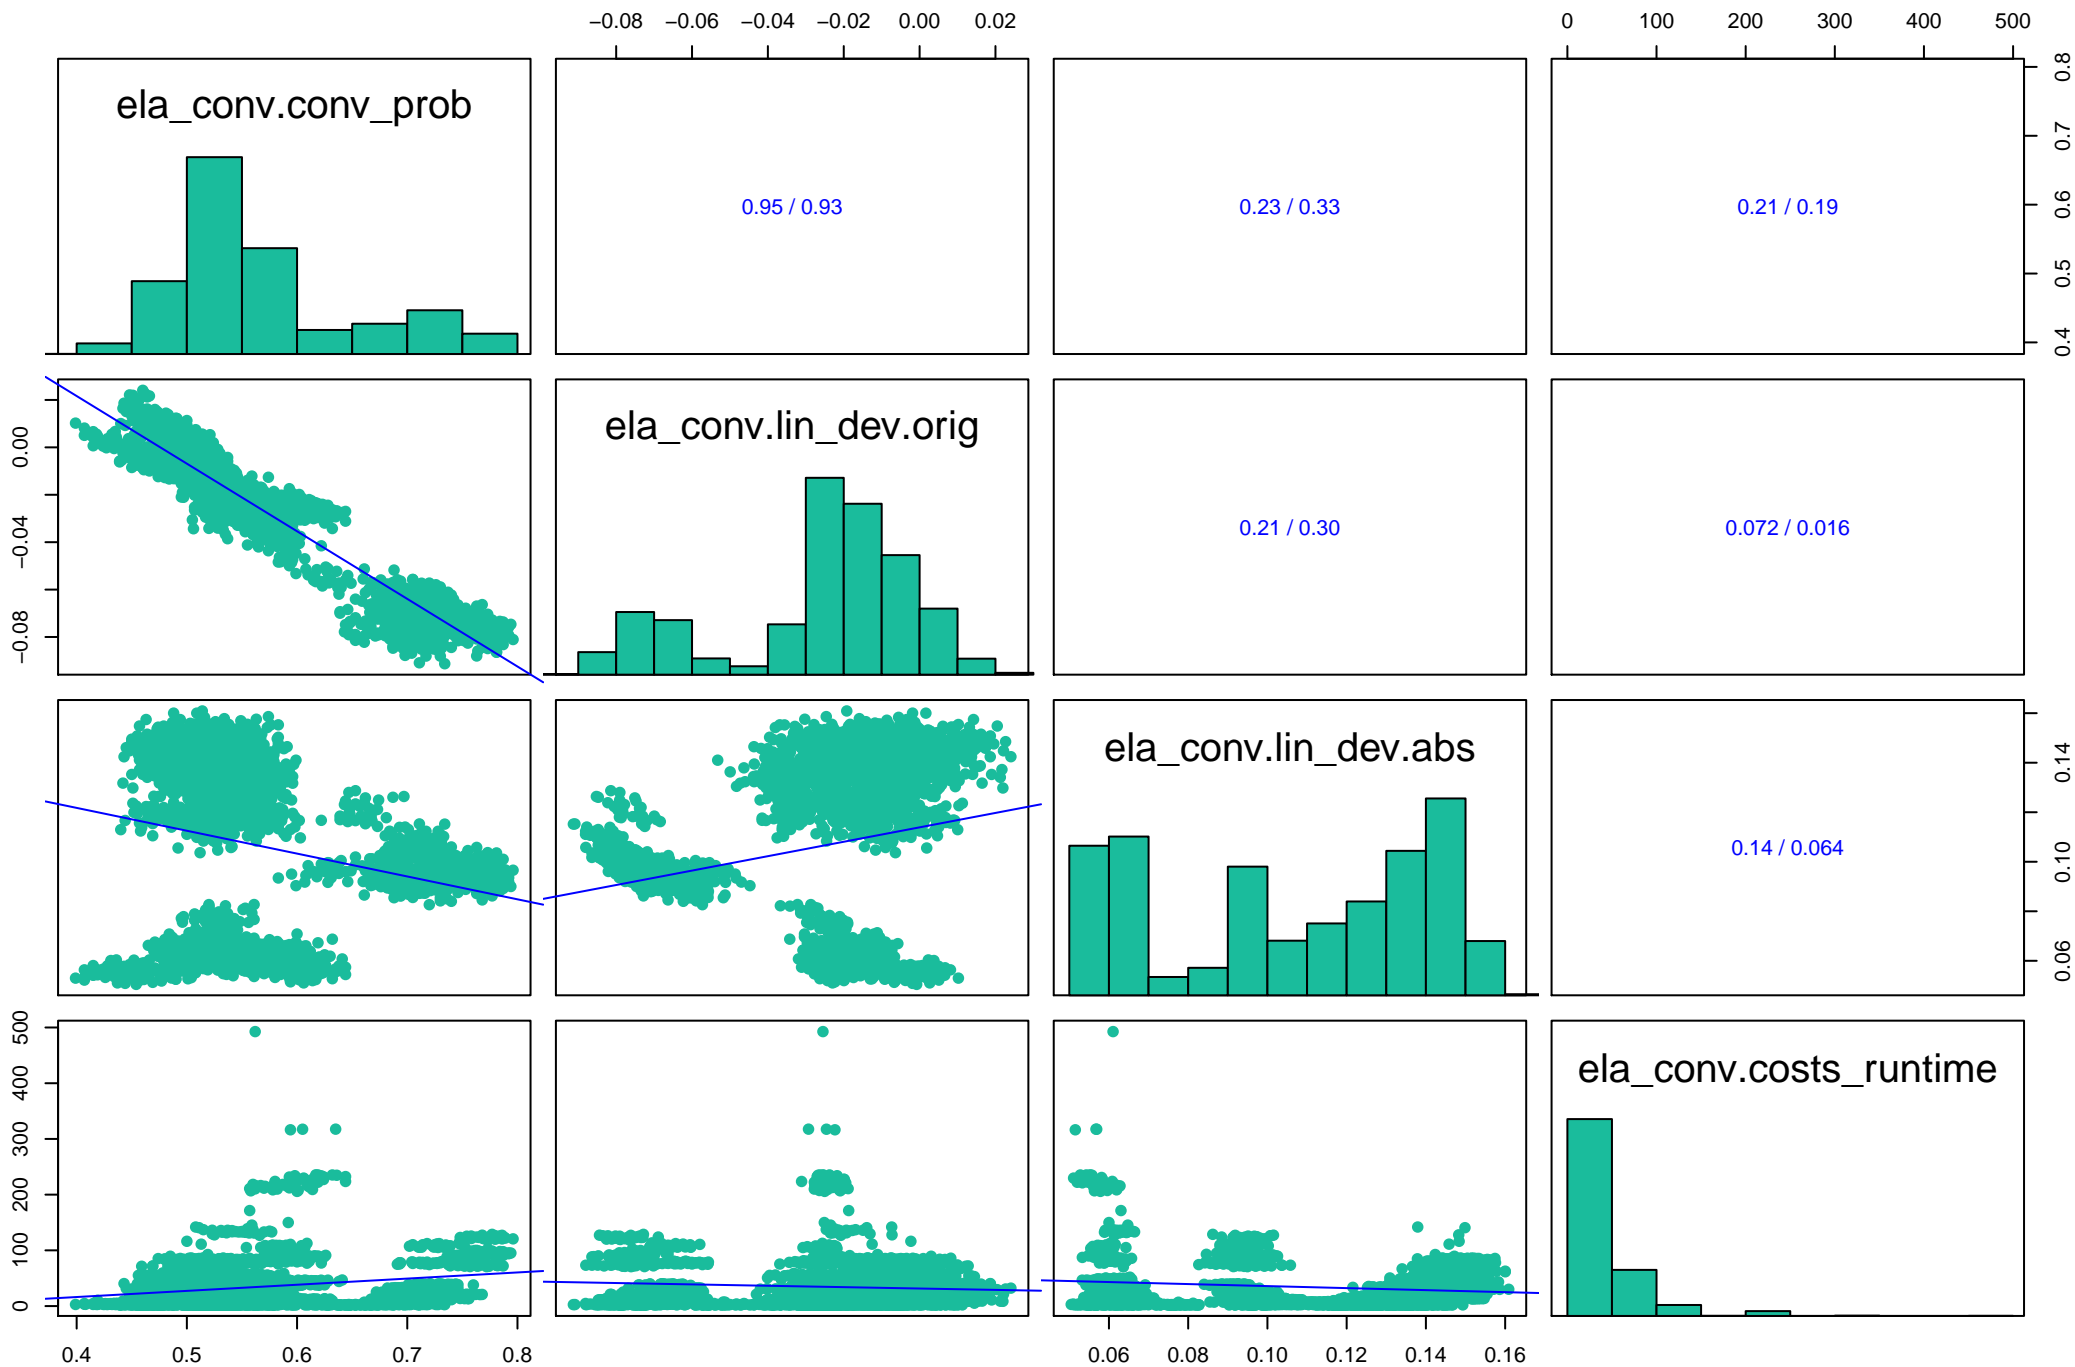 −0.08 −0.06 −0.04 −0.02 0.00 0.02
0 100 200 300 400 500
ela_conv.conv_prob
0.95 / 0.93
0.23 / 0.33
0.21 / 0.19
0.4 0.5 0.6 0.7 0.8
−0.08 −0.04 0.00
ela_conv.lin_dev.orig
0.21 / 0.30
0.072 / 0.016
ela_conv.lin_dev.abs
0.14 / 0.064
0.06 0.10 0.14
0 100 200 300 400 500
ela_conv.costs_runtime
0.4 0.5 0.6 0.7 0.8
0.06 0.08 0.10 0.12 0.14 0.16